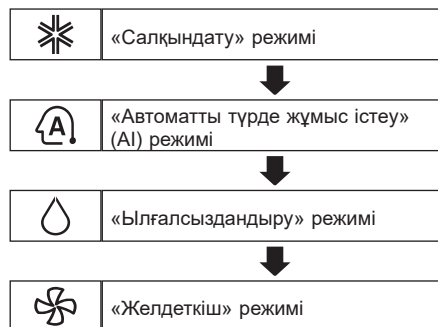 «Салқындату» режимі
A
«Автоматты түрде жұмыс істеу»
(AI) режимі
«Ылғалсыздандыру» режимі
«Желдеткіш» режимі